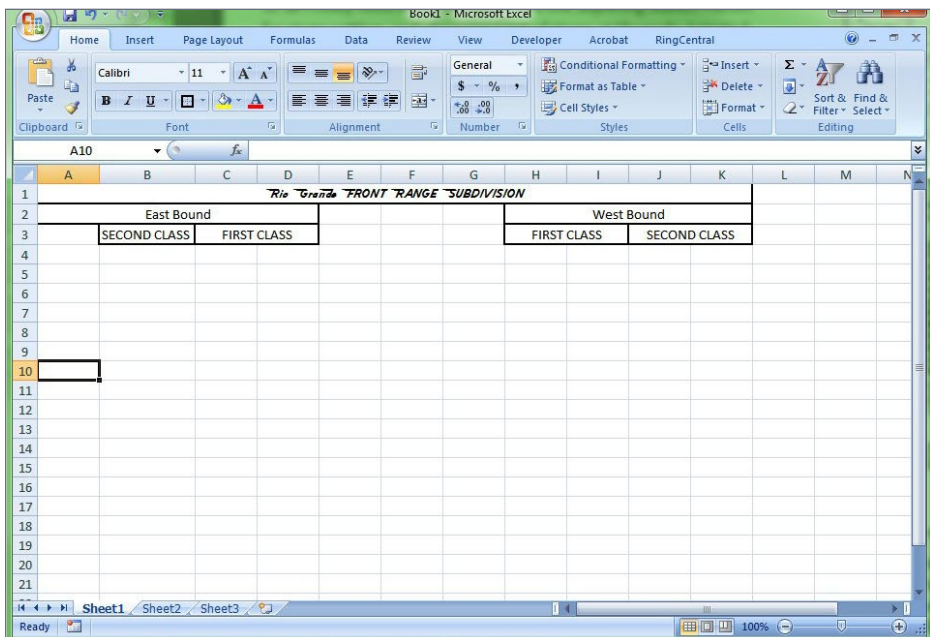 Book1 - Microsoft Excel
Home Insert Page Layout Formulas Data Review View Developer Acrobat RingCentral
Paste
Calibri 11 A A
General
Conditional Formatting
Insert
Σ
B I U A
$ % ,
Format as Table
Delete
Sort & Filter
Find & Select
.0 .00 .00 .0
Cell Styles
Format
Clipboard Font Alignment Number Styles Cells Editing
A10 fx
A B C D E F G H I J K L M N
1 Rio Grande FRONT RANGE SUBDIVISION
2 East Bound West Bound
3 SECOND CLASS FIRST CLASS FIRST CLASS SECOND CLASS
4
5
6
7
8
9
10
11
12
13
14
15
16
17
18
19
20
21
Sheet1 Sheet2 Sheet3
Ready 100%